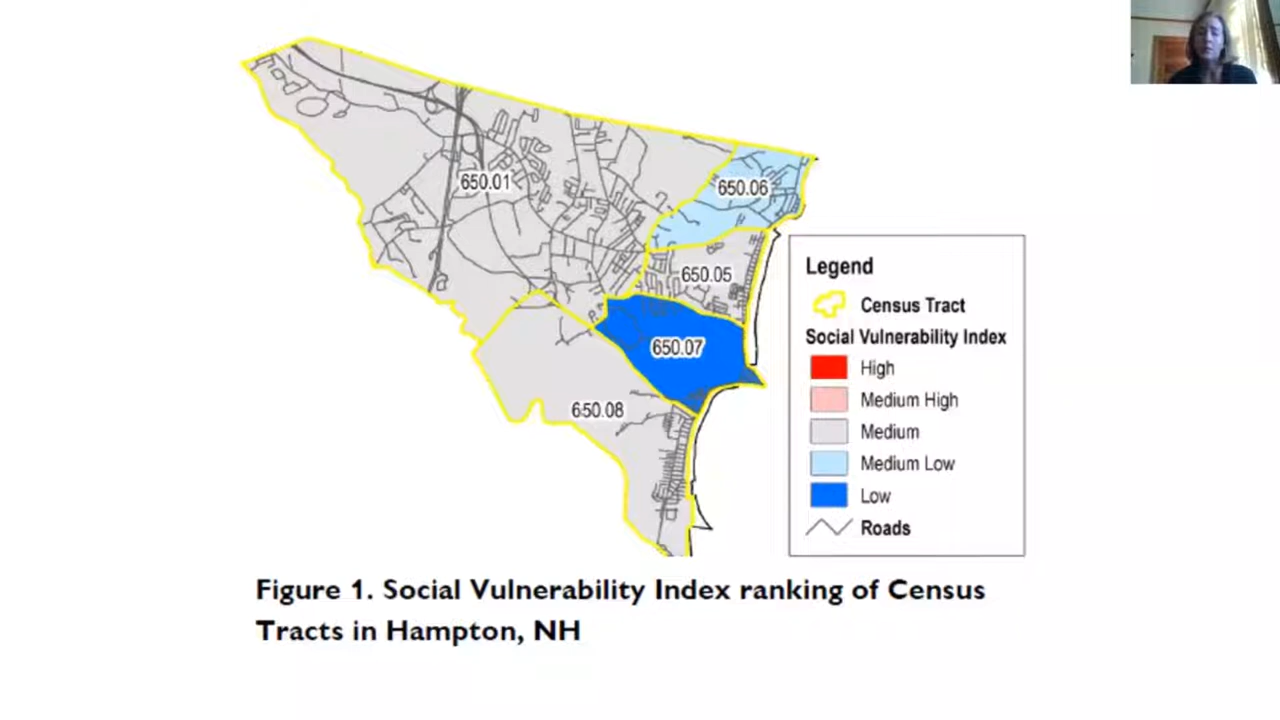 650.01
650.06
650.05
650.07
650.08
Legend
Census Tract
Social Vulnerability Index
High
Medium High
Medium
Medium Low
Low
Roads
Figure 1. Social Vulnerability Index ranking of Census
Tracts in Hampton, NH